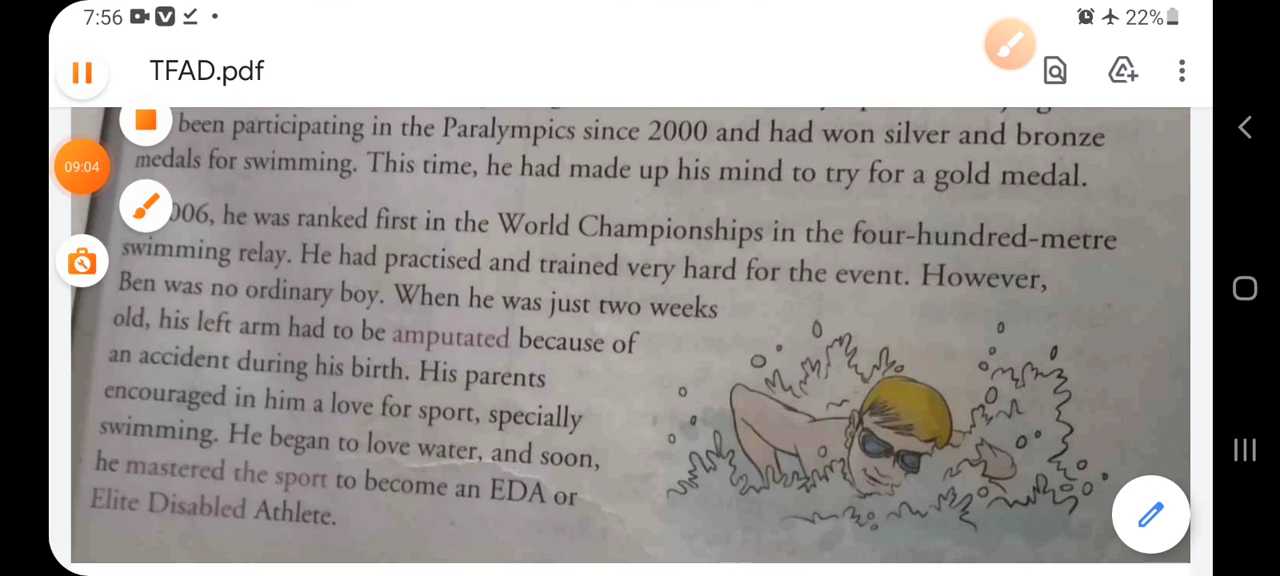 7:56
22%
TFAD.pdf
been participating in the Paralympics since 2000 and had won silver and bronze
09:04
medals for swimming. This time, he had made up his mind to try for a gold medal.
006, he was ranked first in the World Championships in the four-hundred-metre
swimming relay. He had practised and trained very hard for the event. However,
Ben was no ordinary boy. When he was just two weeks
old, his left arm had to be amputated because of
an accident during his birth. His parents
encouraged in him a love for sport, specially
swimming. He began to love water, and soon,
he mastered the sport to become an EDA or
Elite Disabled Athlete.